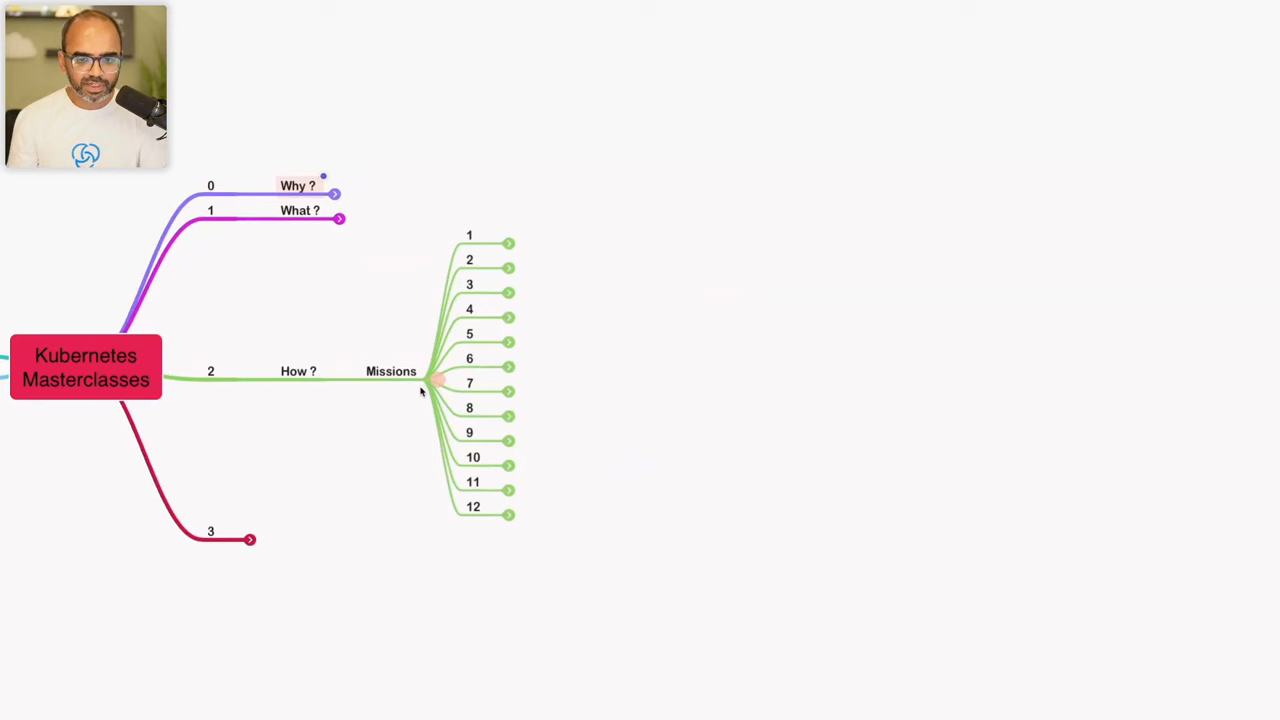 0 Why ?
1 What ?
Kubernetes
Masterclasses
2 How ? Missions
1
2
3
4
5
6
7
8
9
10
11
12
3